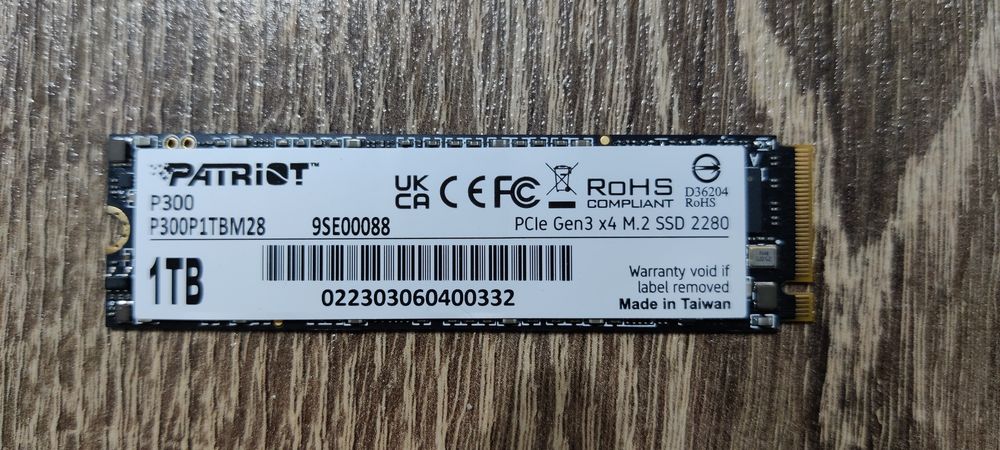 PATRIOT™
P300
P300P1TBM28 9SE00088
UK CA CE FC RoHS COMPLIANT
D36204
RoHS
PCIe Gen3 x4 M.2 SSD 2280
1TB
022303060400332
Warranty void if
label removed
Made in Taiwan